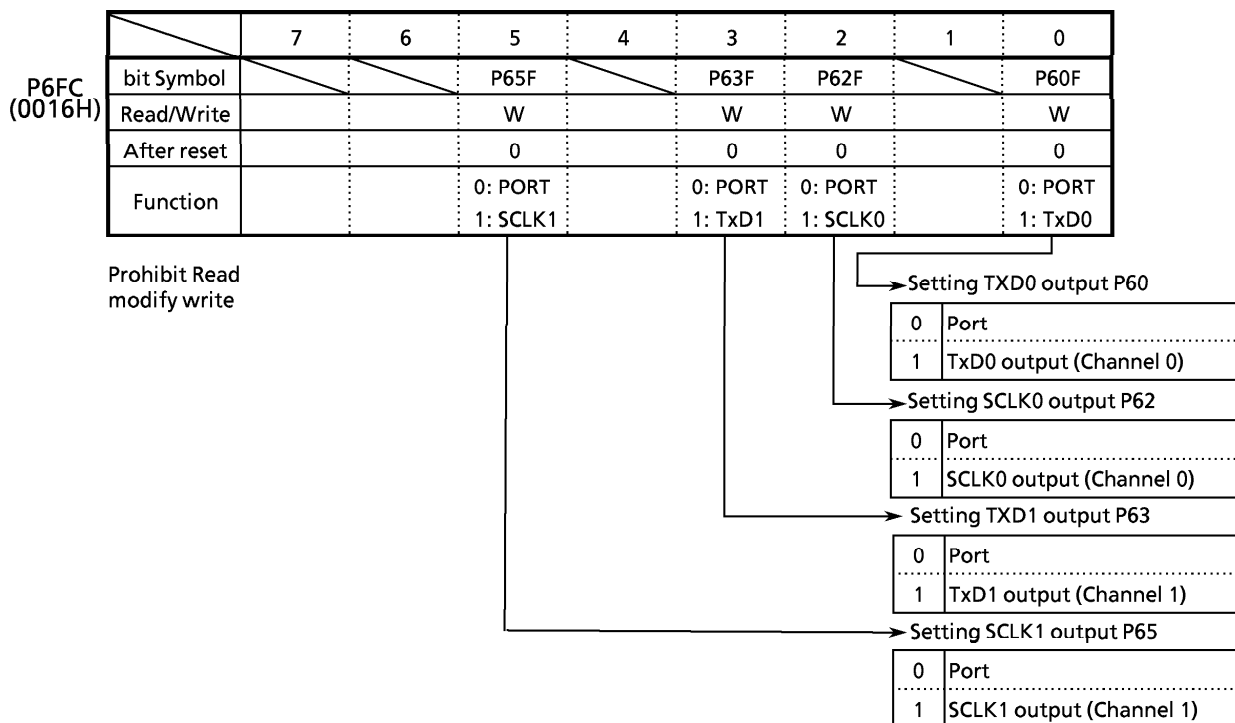 7 6 5 4 3 2 1 0
P6FC
(0016H)
bit Symbol P65F P63F P62F P60F
Read/Write W W W W
After reset 0 0 0 0
Function
0: PORT 0: PORT 0: PORT 0: PORT
1: SCLK1 1: TxD1 1: SCLK0 1: TxD0
Prohibit Read
modify write
Setting TXD0 output P60
0 Port
1 TxD0 output (Channel 0)
Setting SCLK0 output P62
0 Port
1 SCLK0 output (Channel 0)
Setting TXD1 output P63
0 Port
1 TxD1 output (Channel 1)
Setting SCLK1 output P65
0 Port
1 SCLK1 output (Channel 1)